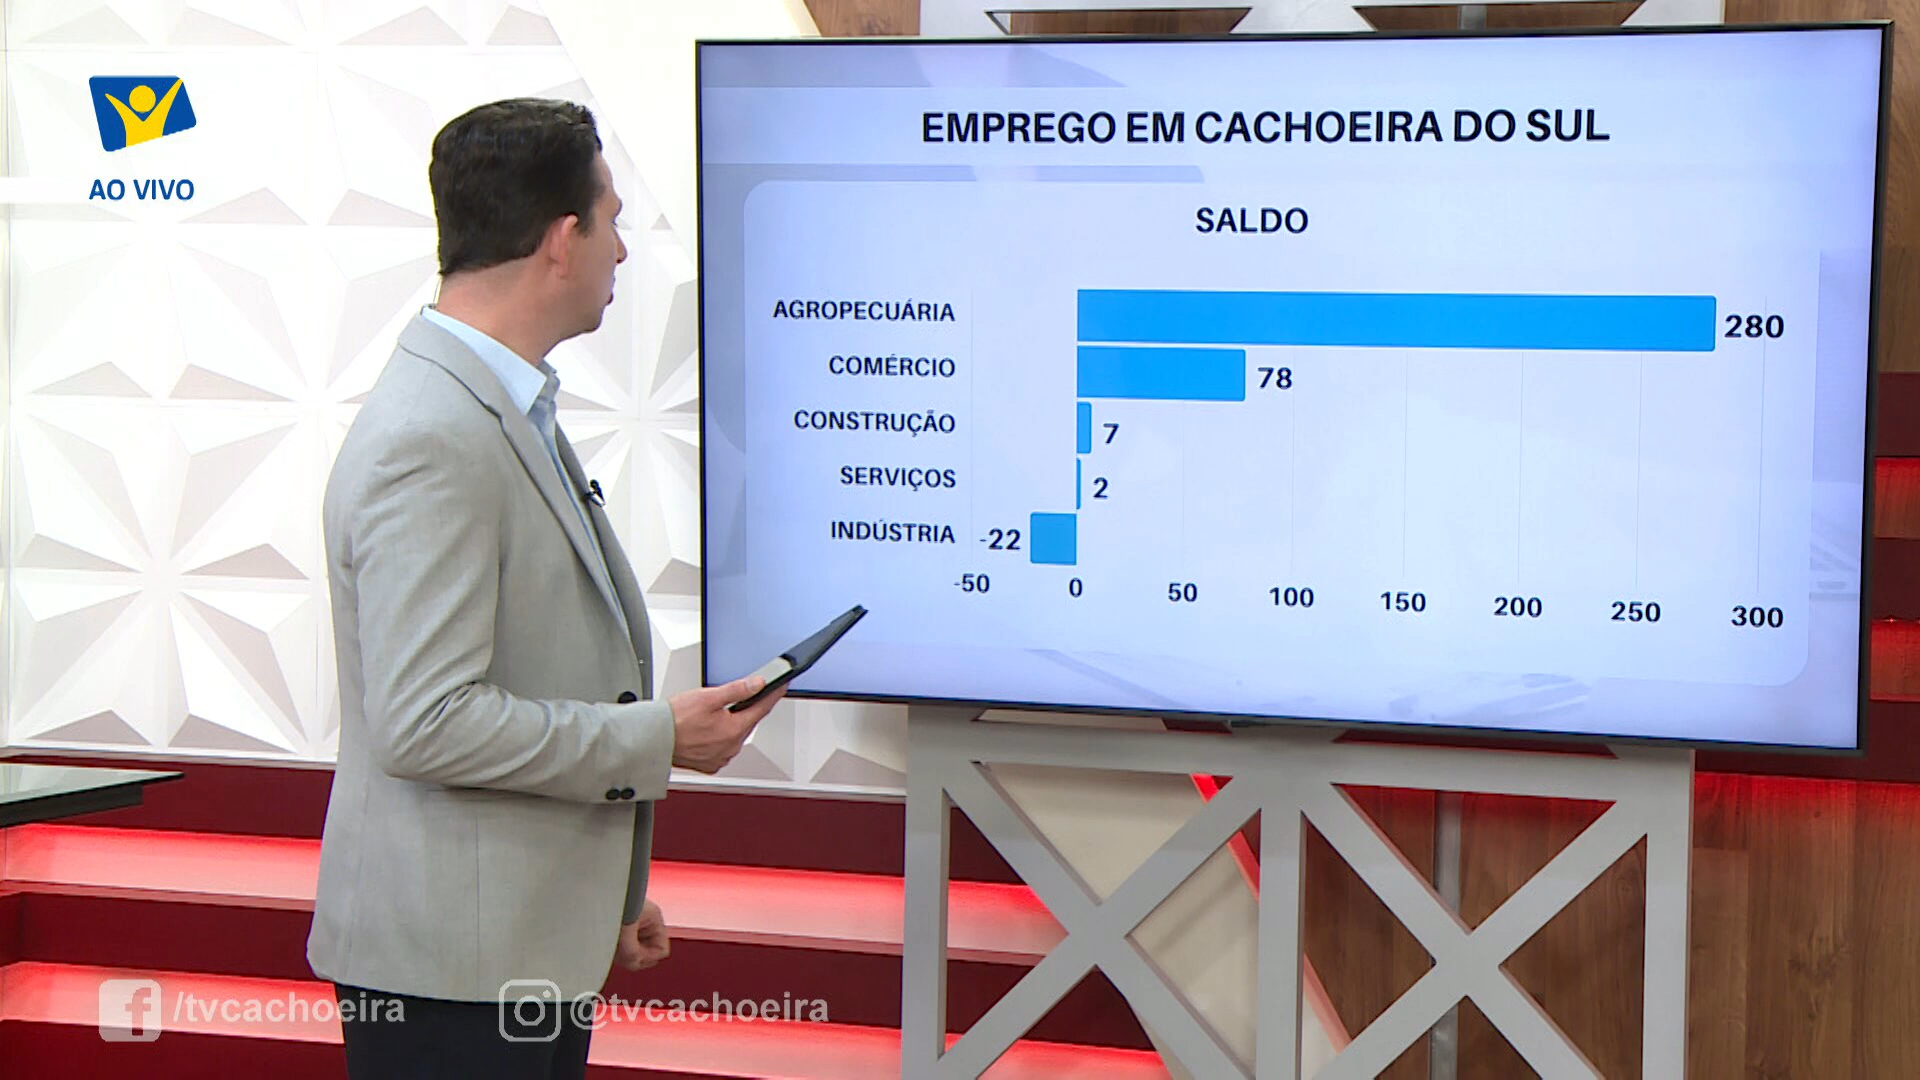 AO VIVO
EMPREGO EM CACHOEIRA DO SUL
SALDO
AGROPECUÁRIA 280
COMÉRCIO 78
CONSTRUÇÃO 7
SERVIÇOS 2
INDÚSTRIA -22
-50 0 50 100 150 200 250 300
/tvcachoeira @tvcachoeira